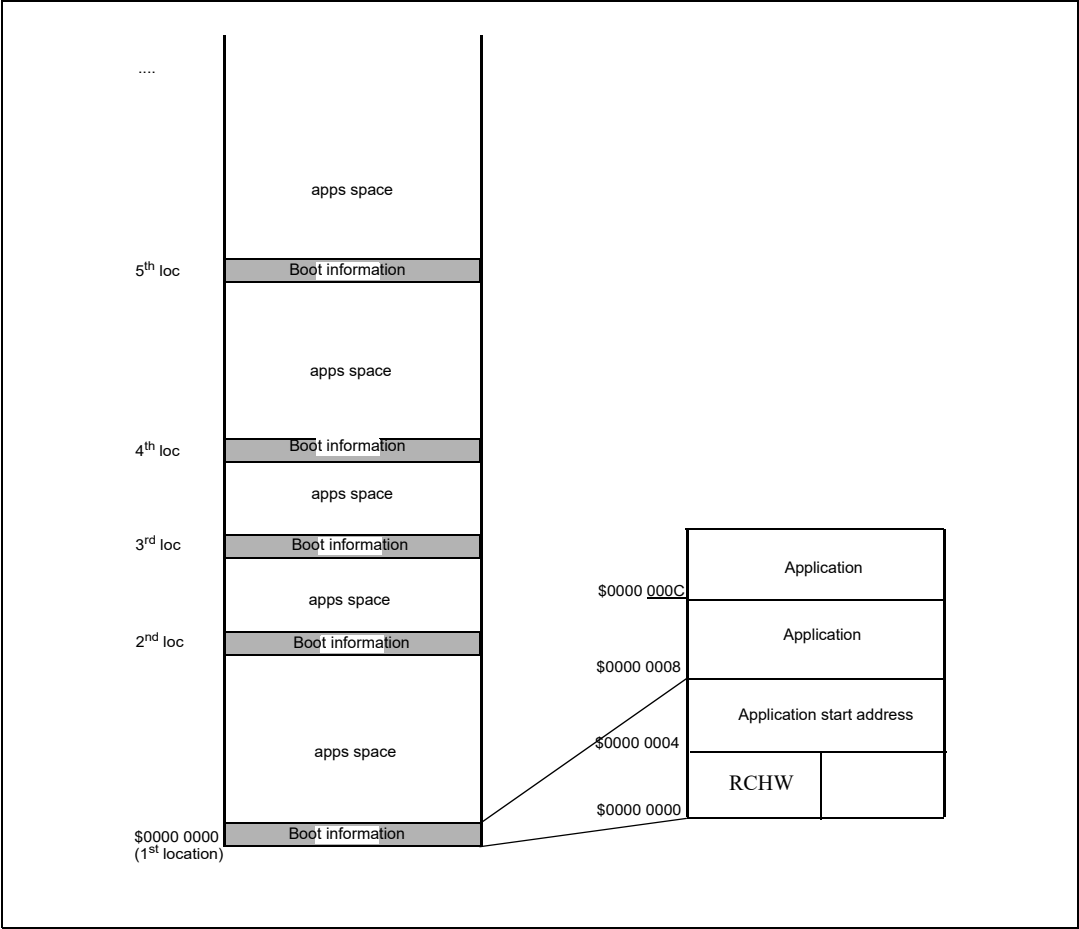 ....
apps space
5th loc Boot information
apps space
4th loc Boot information
apps space
3rd loc Boot information
apps space
2nd loc Boot information
apps space
$0000 0000 Boot information
(1st location)
Application
$0000 000C
Application
$0000 0008
Application start address
$0000 0004
RCHW
$0000 0000